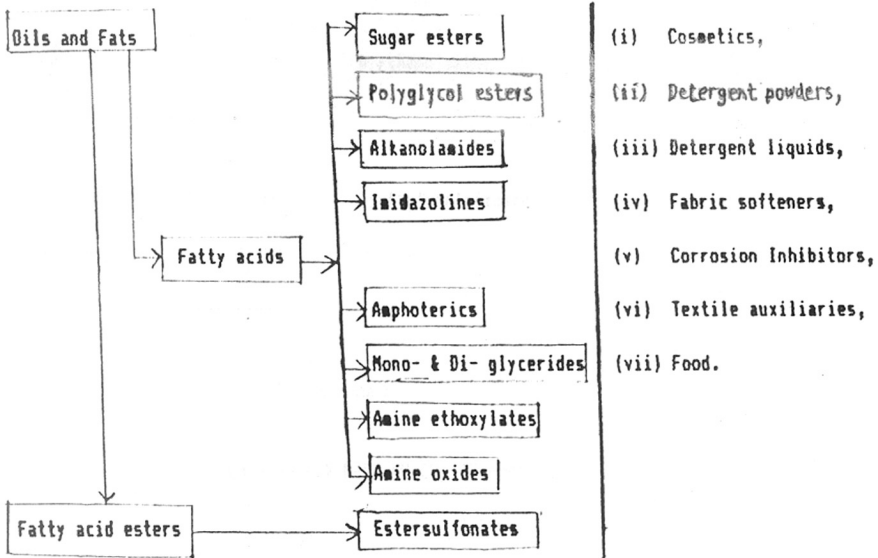 Oils and Fats
Sugar esters
(i) Cosmetics,
Polyglycol esters
(ii) Detergent powders,
Alkanolamides
(iii) Detergent liquids,
Imidazolines
(iv) Fabric softeners,
Fatty acids
(v) Corrosion Inhibitors,
Amphoterics
(vi) Textile auxiliaries,
Mono- & Di- glycerides
(vii) Food.
Amine ethoxylates
Amine oxides
Fatty acid esters
Estersulfonates